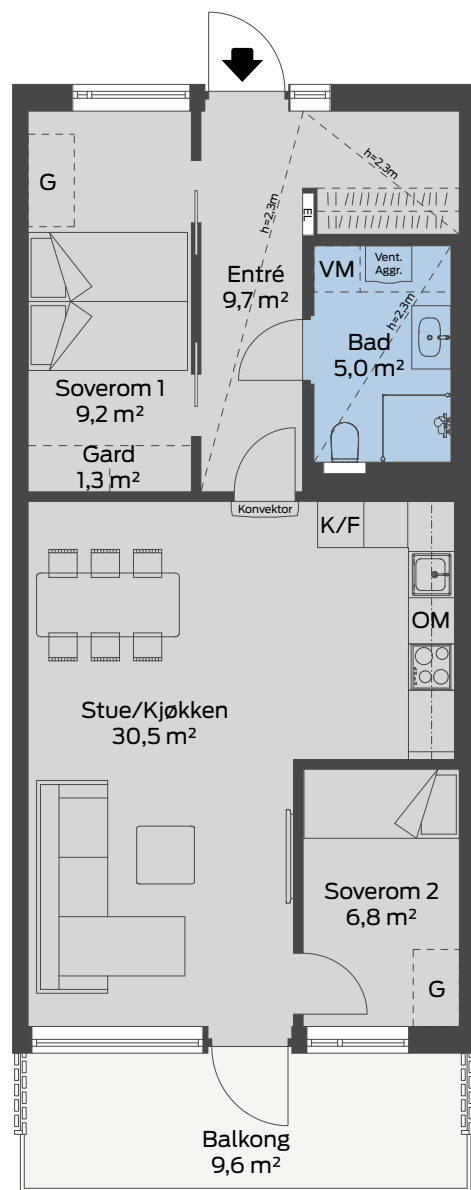 h=2,3m
G
EL
h=2,3m
VM
Vent.
Aggr.
Entré
9,7 m²
h=2,3m
Bad
5,0 m²
Soverom 1
9,2 m²
Gard
1,3 m²
Konvektor
K/F
OM
Stue/Kjøkken
30,5 m²
Soverom 2
6,8 m²
G
Balkong
9,6 m²